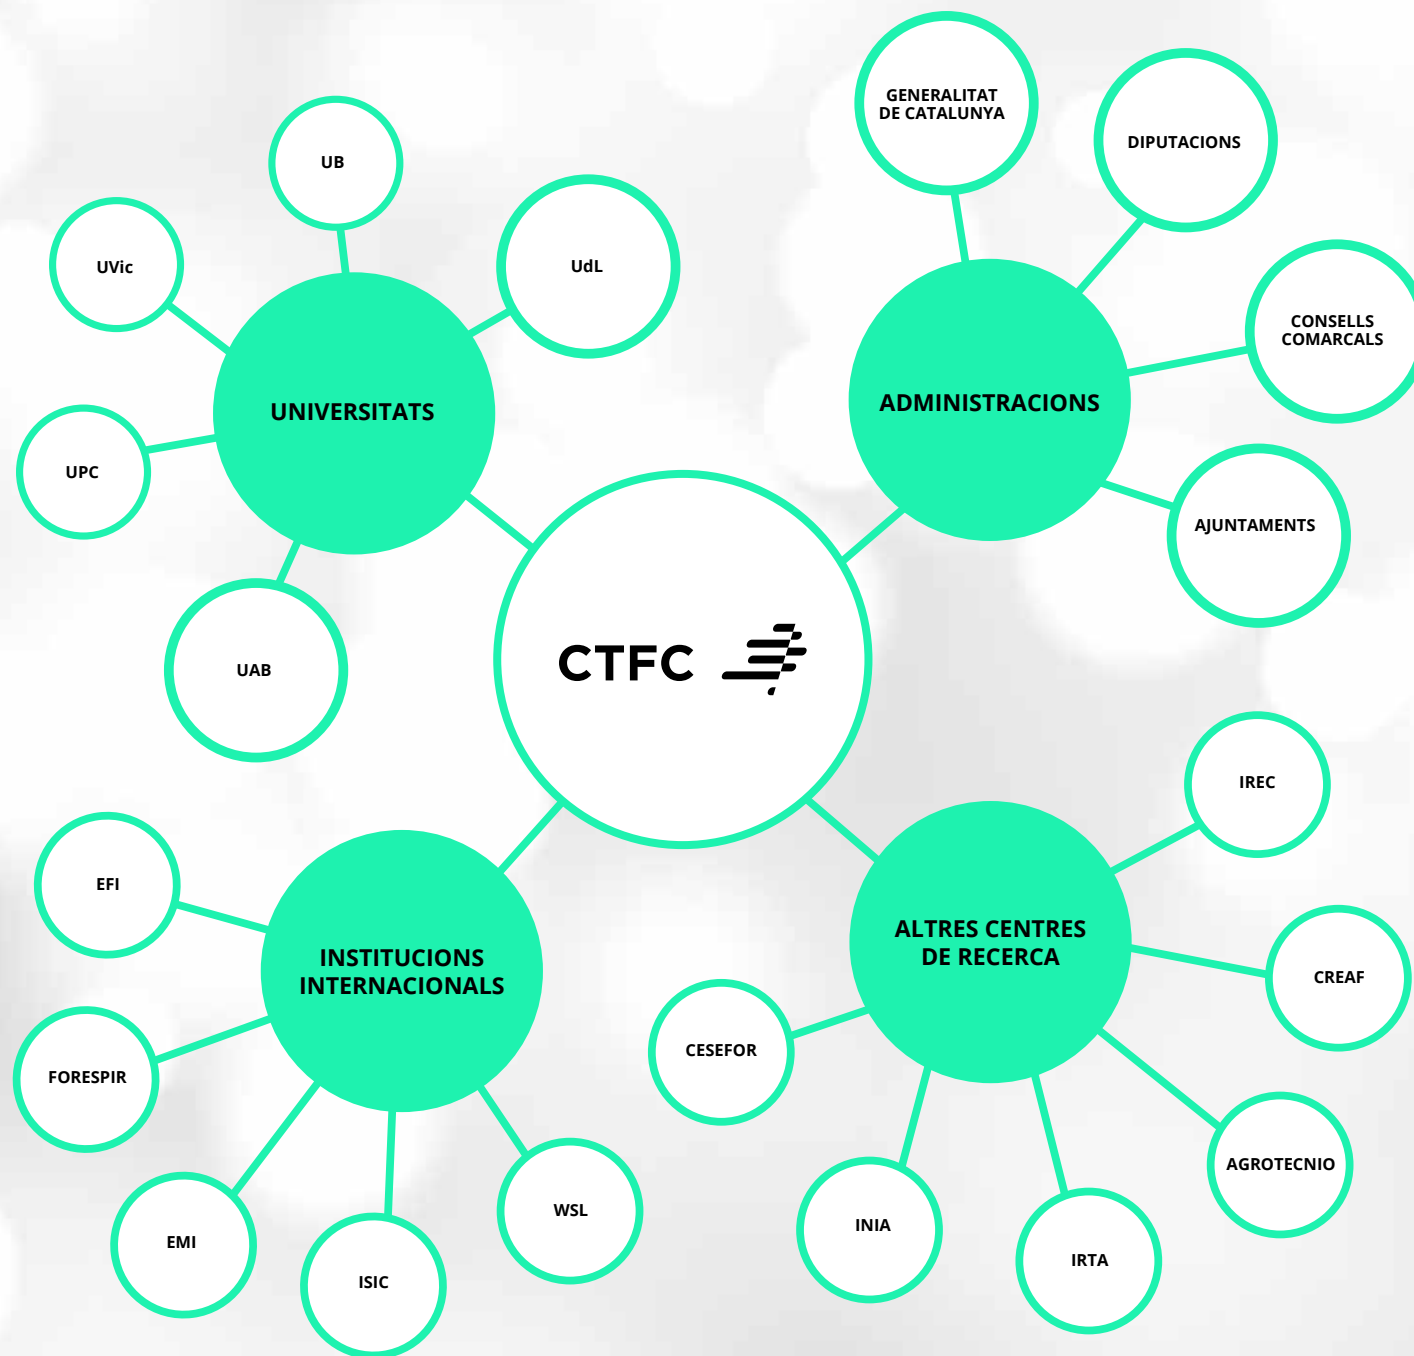 UB
UVic
UdL
UNIVERSITATS
UPC
UAB
GENERALITAT
DE CATALUNYA
DIPUTACIONS
CONSELLS
COMARCALS
ADMINISTRACIONS
AJUNTAMENTS
CTFC
EFI
INSTITUCIONS
INTERNACIONALS
FORESPIR
EMI
ISIC
WSL
IREC
ALTRES CENTRES
DE RECERCA
CREAF
CESEFOR
AGROTECNIO
INIA
IRTA